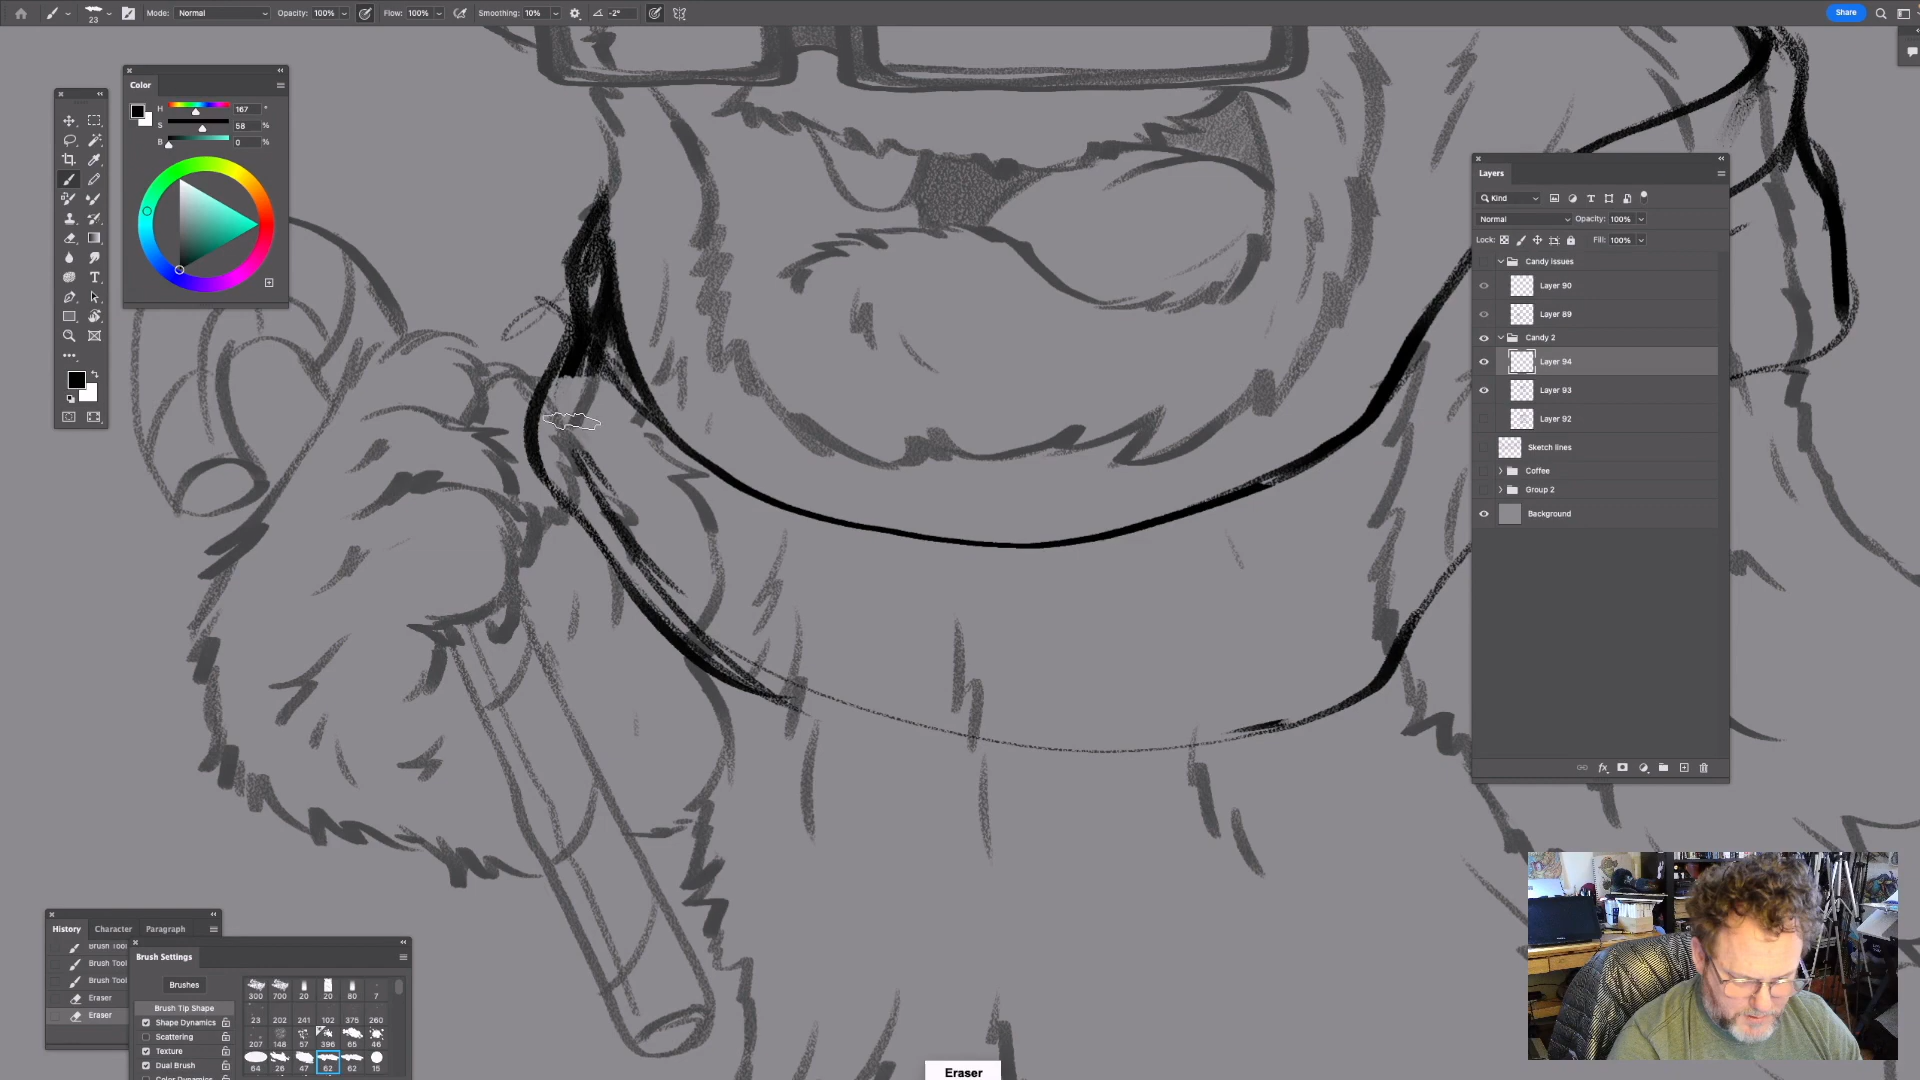 23 Mode: Normal Opacity: 100% Flow: 100% Smoothing: 10% -2° Share
Color
H 167 °
S 58 %
B 0 %
Layers
Kind
Normal Opacity: 100%
Lock: Fill: 100%
Candy issues
Layer 90
Layer 89
Candy 2
Layer 94
Layer 93
Layer 92
Sketch lines
Coffee
Group 2
Background
History Character Paragraph
Brush Tool
Brush Tool
Brush Tool
Eraser
Eraser
Brush Settings
Brushes
Brush Tip Shape
Shape Dynamics
Scattering
Texture
Dual Brush
300 700 20 20 80 7
23 202 241 102 375 260
207 148 57 396 65 46
64 26 47 62 62 15
Eraser